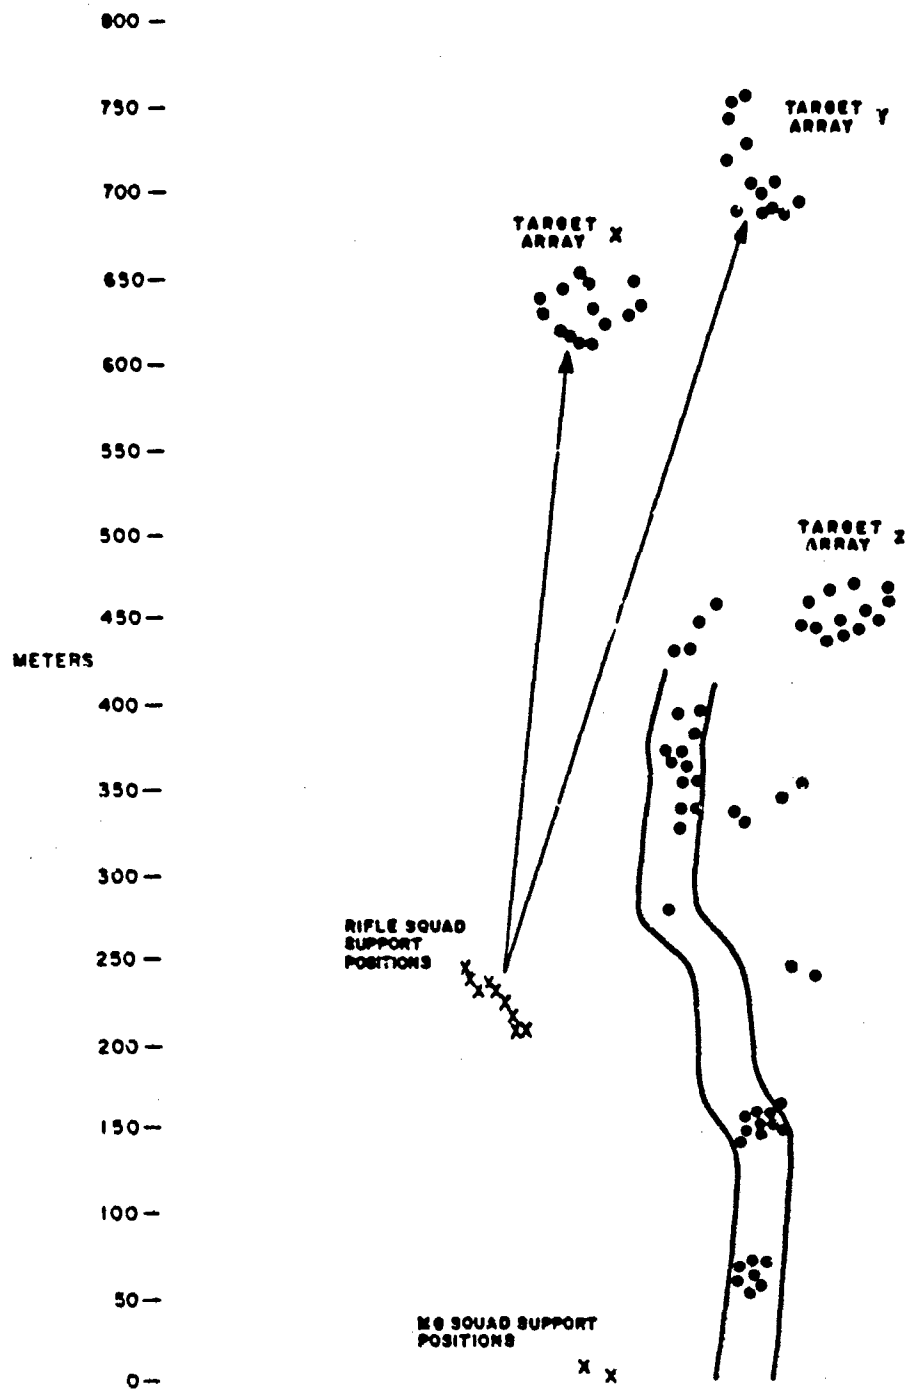 800
750
TARGET Y
ARRAY
700
TARGET X
ARRAY
650
600
550
500
TARGET Z
ARRAY
450
METERS
400
350
300
RIFLE SQUAD
SUPPORT
POSITIONS
250
X X X X X X X X X
200
150
100
50
MG SQUAD SUPPORT
POSITIONS
X X
0